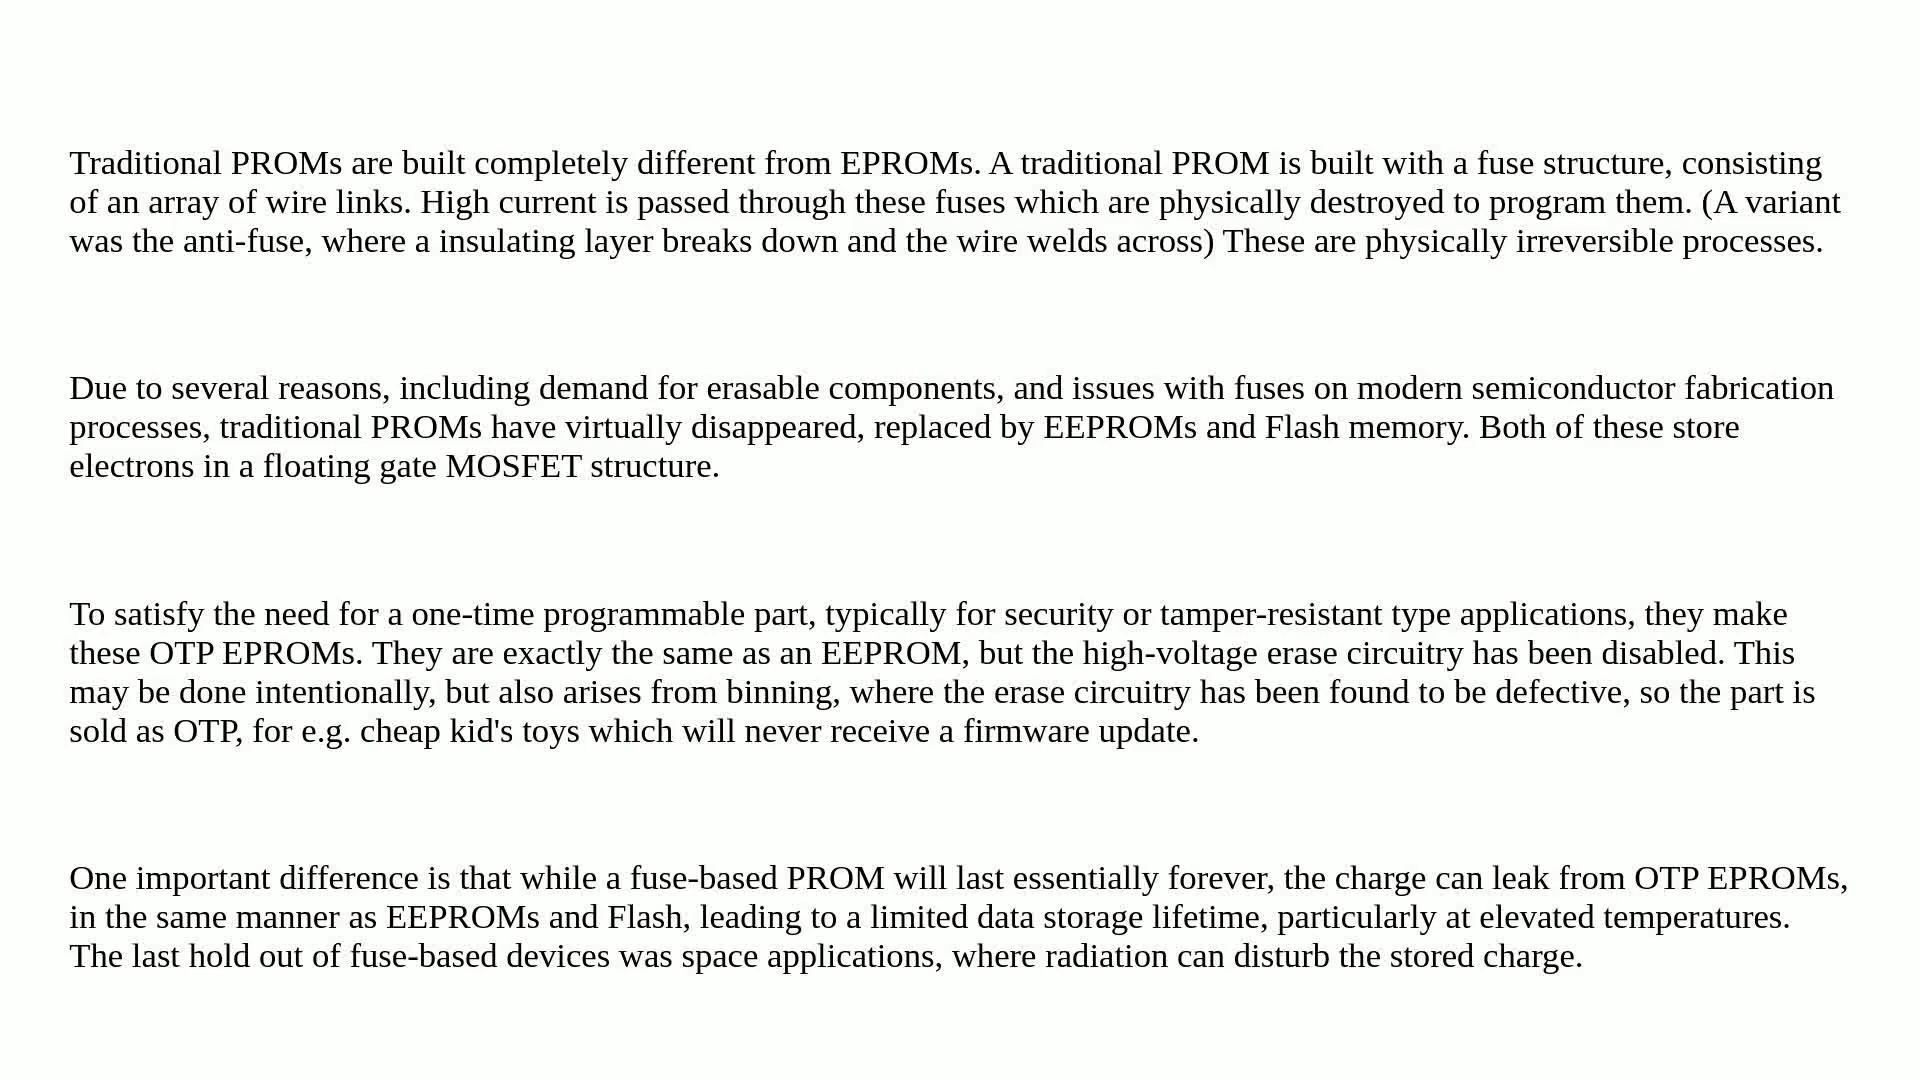 Traditional PROMs are built completely different from EPROMs. A traditional PROM is built with a fuse structure, consisting
of an array of wire links. High current is passed through these fuses which are physically destroyed to program them. (A variant
was the anti-fuse, where a insulating layer breaks down and the wire welds across) These are physically irreversible processes.
Due to several reasons, including demand for erasable components, and issues with fuses on modern semiconductor fabrication
processes, traditional PROMs have virtually disappeared, replaced by EEPROMs and Flash memory. Both of these store
electrons in a floating gate MOSFET structure.
To satisfy the need for a one-time programmable part, typically for security or tamper-resistant type applications, they make
these OTP EPROMs. They are exactly the same as an EEPROM, but the high-voltage erase circuitry has been disabled. This
may be done intentionally, but also arises from binning, where the erase circuitry has been found to be defective, so the part is
sold as OTP, for e.g. cheap kid's toys which will never receive a firmware update.
One important difference is that while a fuse-based PROM will last essentially forever, the charge can leak from OTP EPROMs,
in the same manner as EEPROMs and Flash, leading to a limited data storage lifetime, particularly at elevated temperatures.
The last hold out of fuse-based devices was space applications, where radiation can disturb the stored charge.